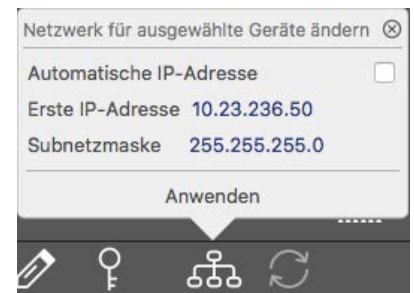 Netzwerk für ausgewählte Geräte ändern
Automatische IP-Adresse
Erste IP-Adresse 10.23.236.50
Subnetzmaske 255.255.255.0
Anwenden